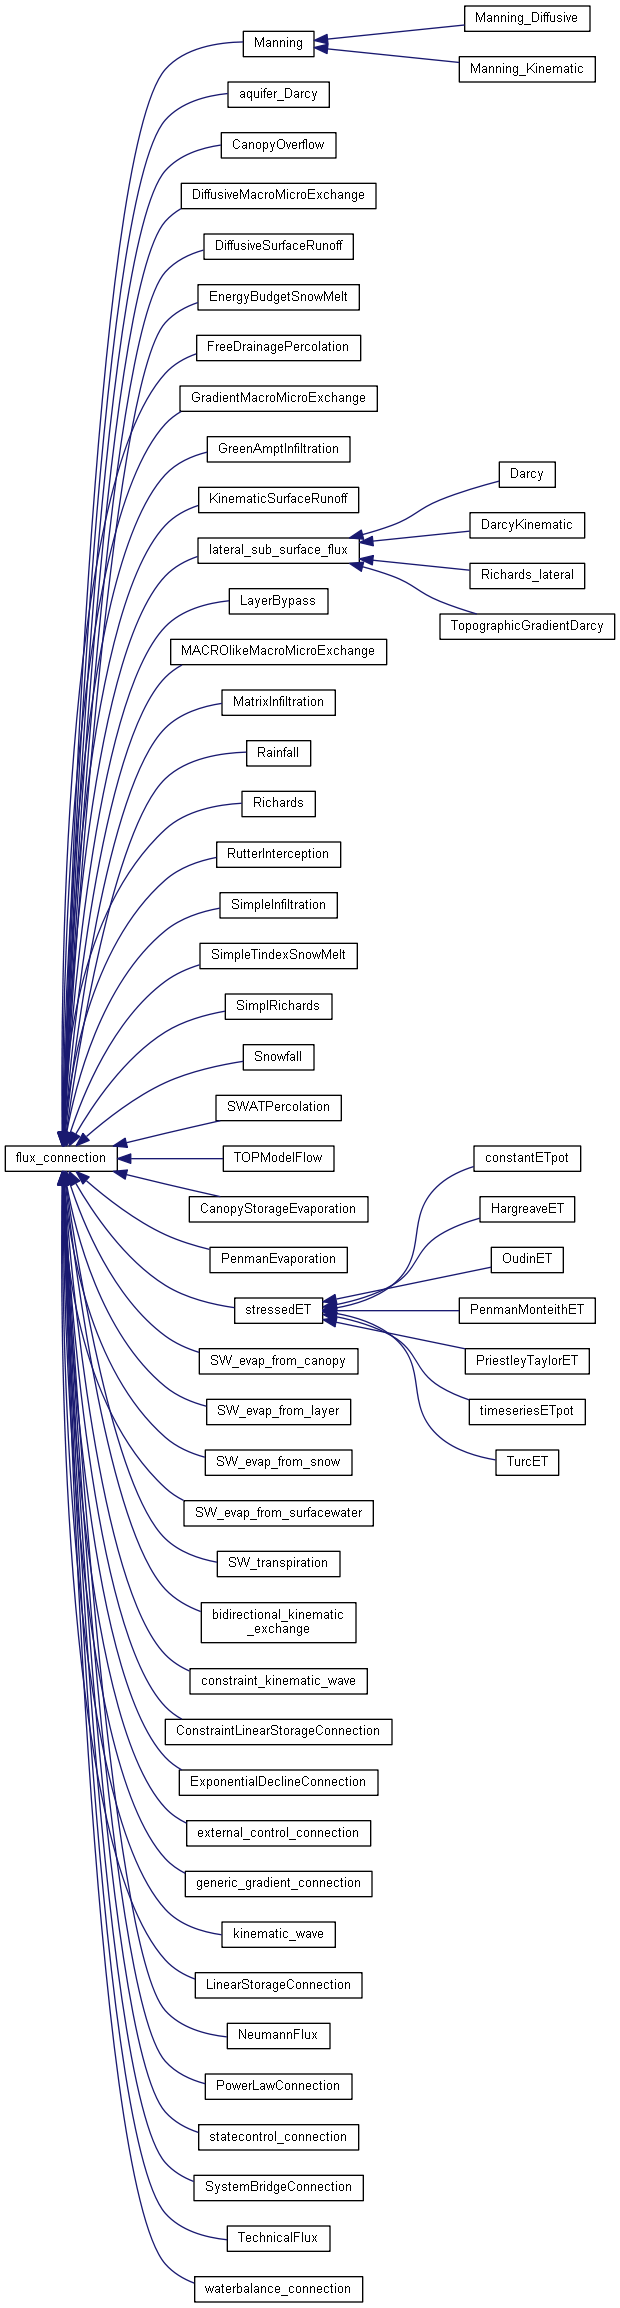 Manning_Diffusive
Manning
Manning_Kinematic
aquifer_Darcy
CanopyOverflow
DiffusiveMacroMicroExchange
DiffusiveSurfaceRunoff
EnergyBudgetSnowMelt
FreeDrainagePercolation
GradientMacroMicroExchange
GreenAmptInfiltration
Darcy
KinematicSurfaceRunoff
DarcyKinematic
lateral_sub_surface_flux
Richards_lateral
LayerBypass
TopographicGradientDarcy
MACROlikeMacroMicroExchange
MatrixInfiltration
Rainfall
Richards
RutterInterception
SimpleInfiltration
SimpleTindexSnowMelt
SimplRichards
Snowfall
SWATPercolation
flux_connection
TOPModelFlow
constantETpot
CanopyStorageEvaporation
HargreaveET
PenmanEvaporation
OudinET
stressedET
PenmanMonteithET
SW_evap_from_canopy
PriestleyTaylorET
SW_evap_from_layer
timeseriesETpot
SW_evap_from_snow
TurcET
SW_evap_from_surfacewater
SW_transpiration
bidirectional_kinematic
_exchange
constraint_kinematic_wave
ConstraintLinearStorageConnection
ExponentialDeclineConnection
external_control_connection
generic_gradient_connection
kinematic_wave
LinearStorageConnection
NeumannFlux
PowerLawConnection
statecontrol_connection
SystemBridgeConnection
TechnicalFlux
waterbalance_connection